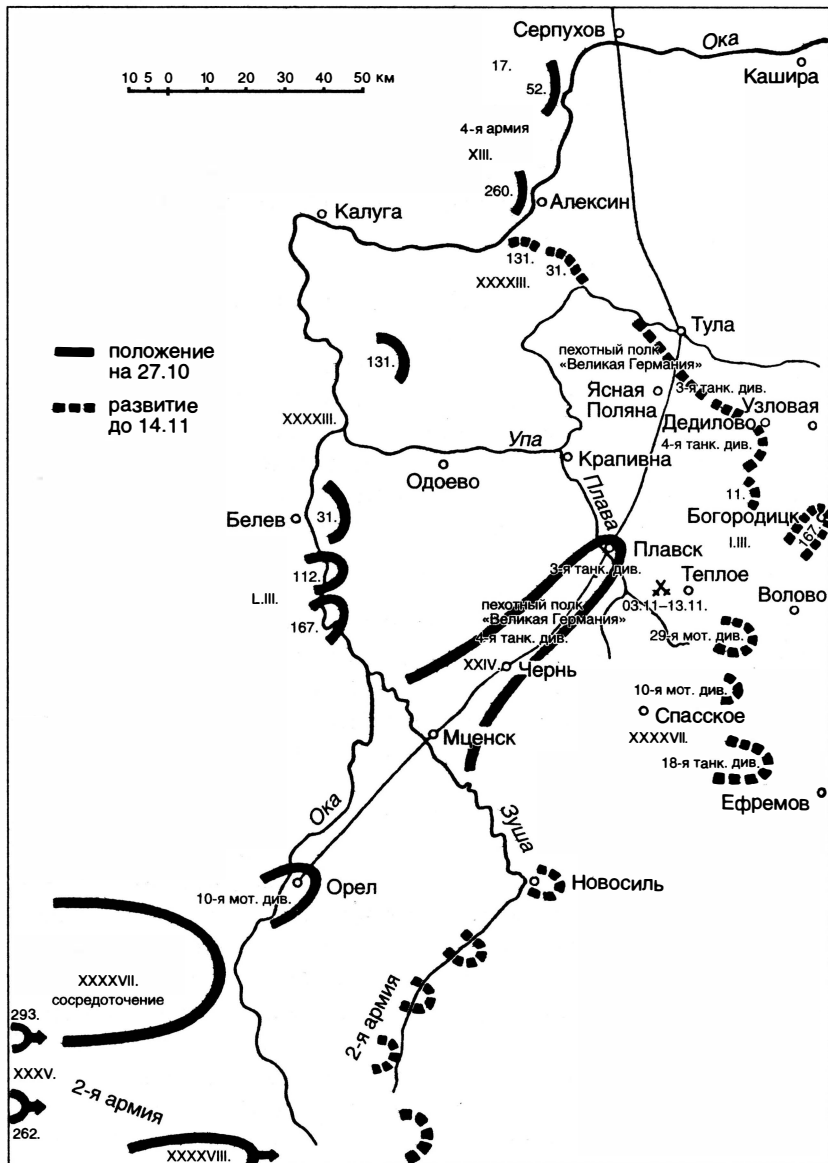 Серпухов
Ока
Кашира
10 5 0 10 20 30 40 50 км
17.
52.
4-я армия
XIII.
260.
Алексин
Калуга
131.
31.
XXXXIII.
Тула
положение
на 27.10
развитие
до 14.11
131.
пехотный полк
«Великая Германия»
3-я танк. див.
Ясная
Поляна
Узловая
Дедилово
4-я танк. див.
XXXXIII.
Упа
Крапивна
Одоево
Плава
11.
Белев
31.
Богородицк
167.
I.III.
Плавск
3-я танк. див.
112.
Теплое
L.III.
03.11–13.11.
Волово
167.
пехотный полк
«Великая Германия»
4-я танк. див.
29-я мот. див.
XXIV.
Чернь
10-я мот. див.
Спасское
Мценск
XXXXVII.
18-я танк. див.
Ефремов
Ока
Зуша
Орел
10-я мот. див.
Новосиль
XXXXVII.
сосредоточение
293.
2-я армия
XXXV.
2-я армия
262.
XXXXVIII.